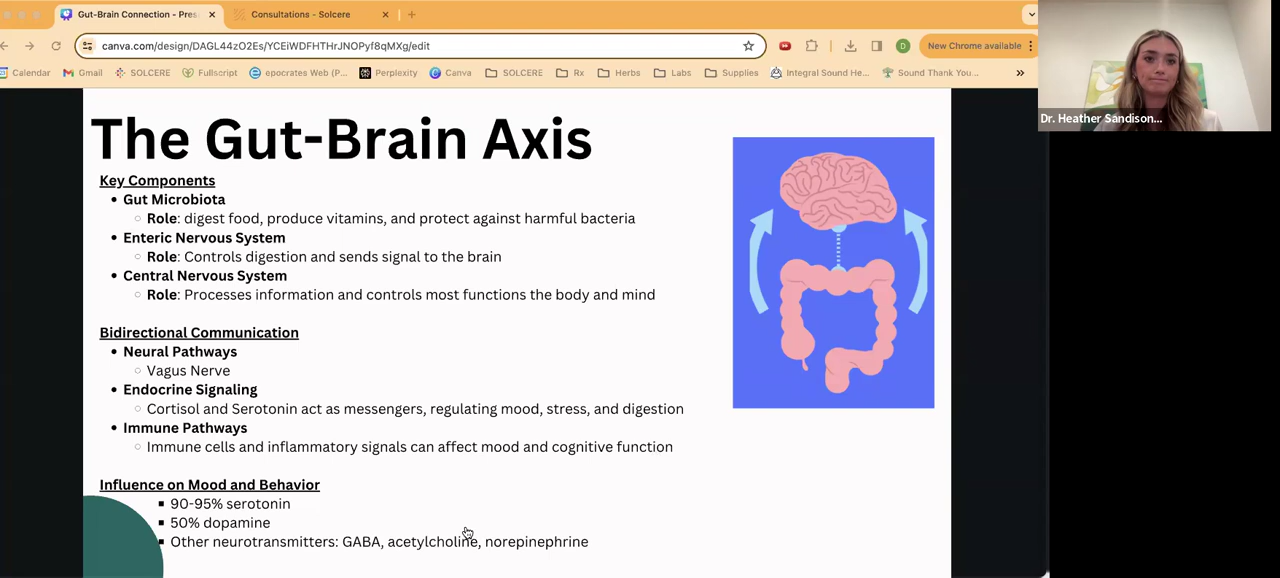 Gut-Brain Connection - Pres
Consultations - Solcere
canva.com/design/DAGL44zO2Es/YCEiWDFHTHrJNOPyf8qMXg/edit
D
New Chrome available
Calendar
Gmail
SOLCERE
Fullscript
epocrates Web (P...
Perplexity
Canva
SOLCERE
Rx
Herbs
Labs
Supplies
Integral Sound He...
Sound Thank You ...
»
Dr. Heather Sandison...
The Gut-Brain Axis
Key Components
• Gut Microbiota
○ Role: digest food, produce vitamins, and protect against harmful bacteria
• Enteric Nervous System
○ Role: Controls digestion and sends signal to the brain
• Central Nervous System
○ Role: Processes information and controls most functions the body and mind
Bidirectional Communication
• Neural Pathways
○ Vagus Nerve
• Endocrine Signaling
○ Cortisol and Serotonin act as messengers, regulating mood, stress, and digestion
• Immune Pathways
○ Immune cells and inflammatory signals can affect mood and cognitive function
Influence on Mood and Behavior
▪ 90-95% serotonin
▪ 50% dopamine
▪ Other neurotransmitters: GABA, acetylcholine, norepinephrine